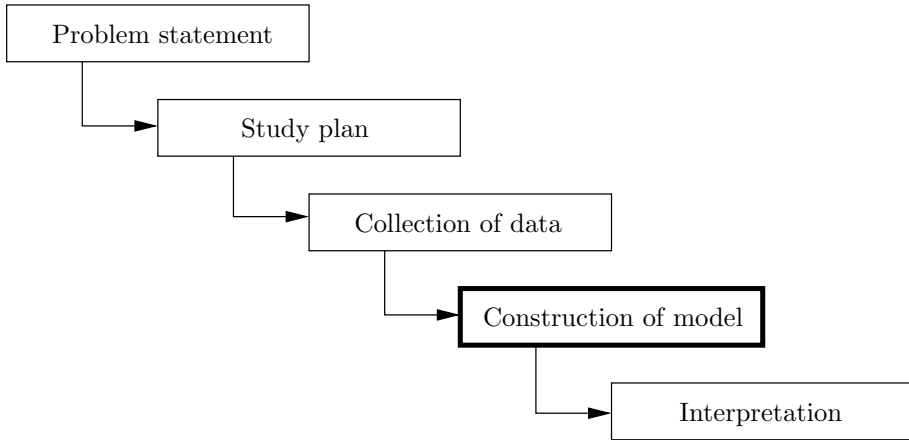 Problem statement
Study plan
Collection of data
Construction of model
Interpretation